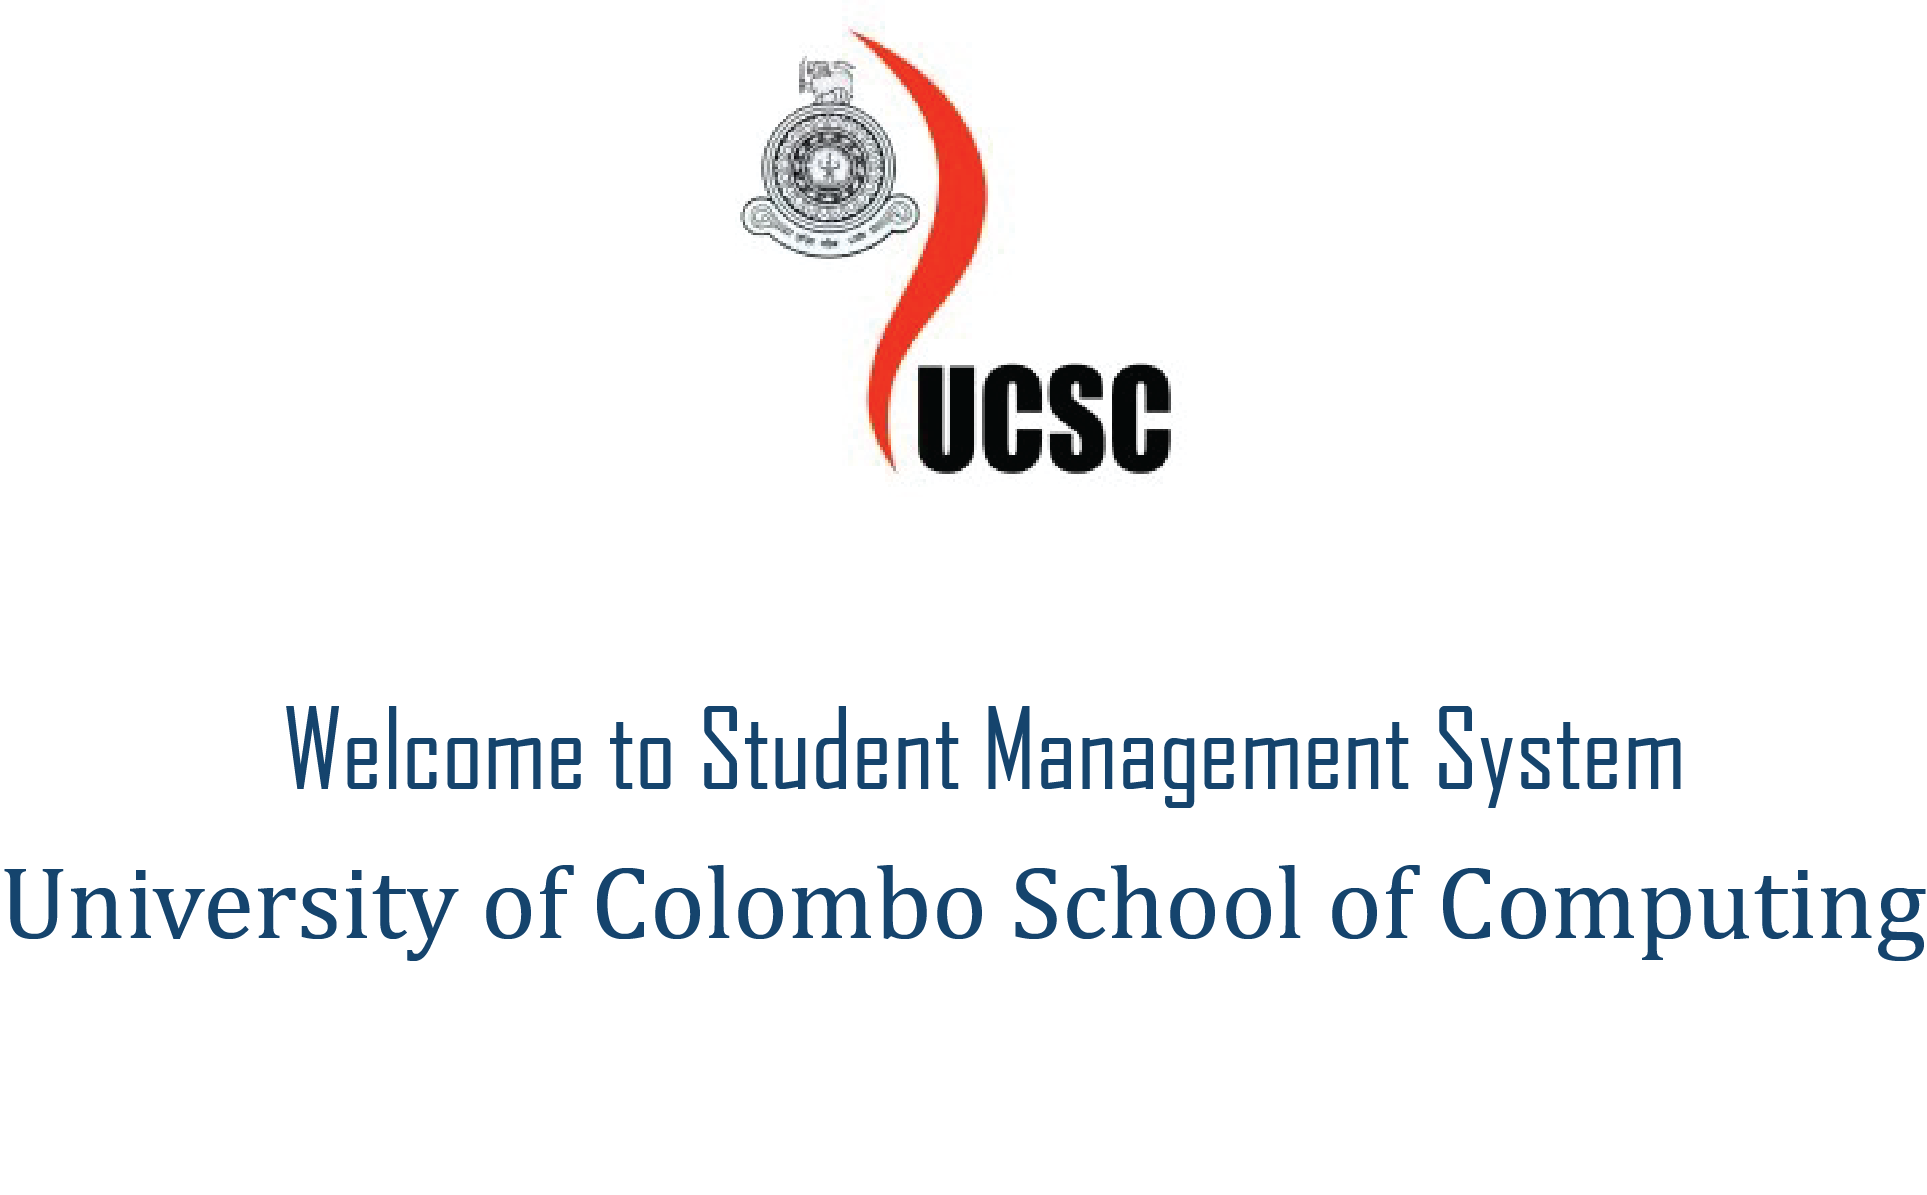 UCSC
Welcome to Student Management System
University of Colombo School of Computing